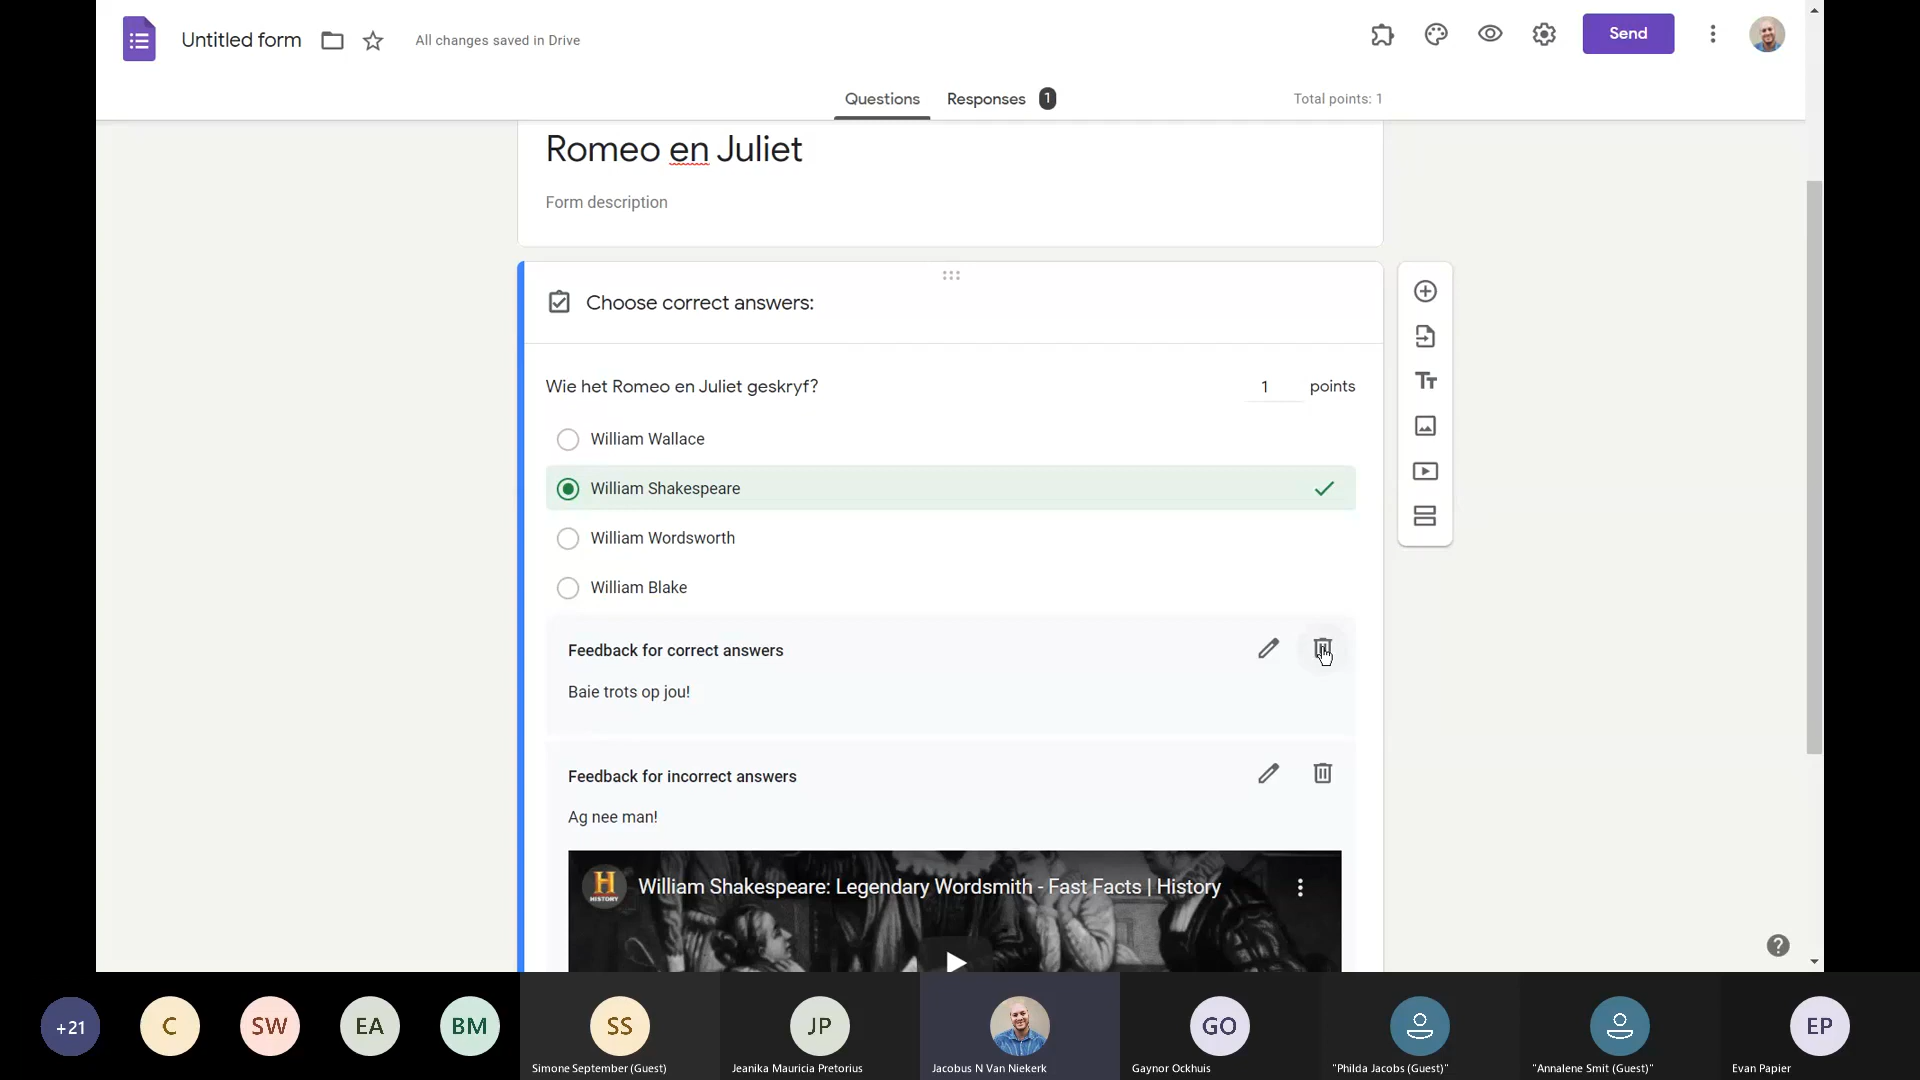 Untitled form
All changes saved in Drive
Send
Questions
Responses 1
Total points: 1
Romeo en Juliet
Form description
Choose correct answers:
Wie het Romeo en Juliet geskryf?
1 points
William Wallace
William Shakespeare
William Wordsworth
William Blake
Feedback for correct answers
Baie trots op jou!
Feedback for incorrect answers
Ag nee man!
H
HISTORY
William Shakespeare: Legendary Wordsmith - Fast Facts | History
Tт
?
+21
C
SW
EA
BM
SS
JP
GO
EP
Simone September (Guest)
Jeanika Mauricia Pretorius
Jacobus N Van Niekerk
Gaynor Ockhuis
"Philda Jacobs (Guest)"
"Annalene Smit (Guest)"
Evan Papier